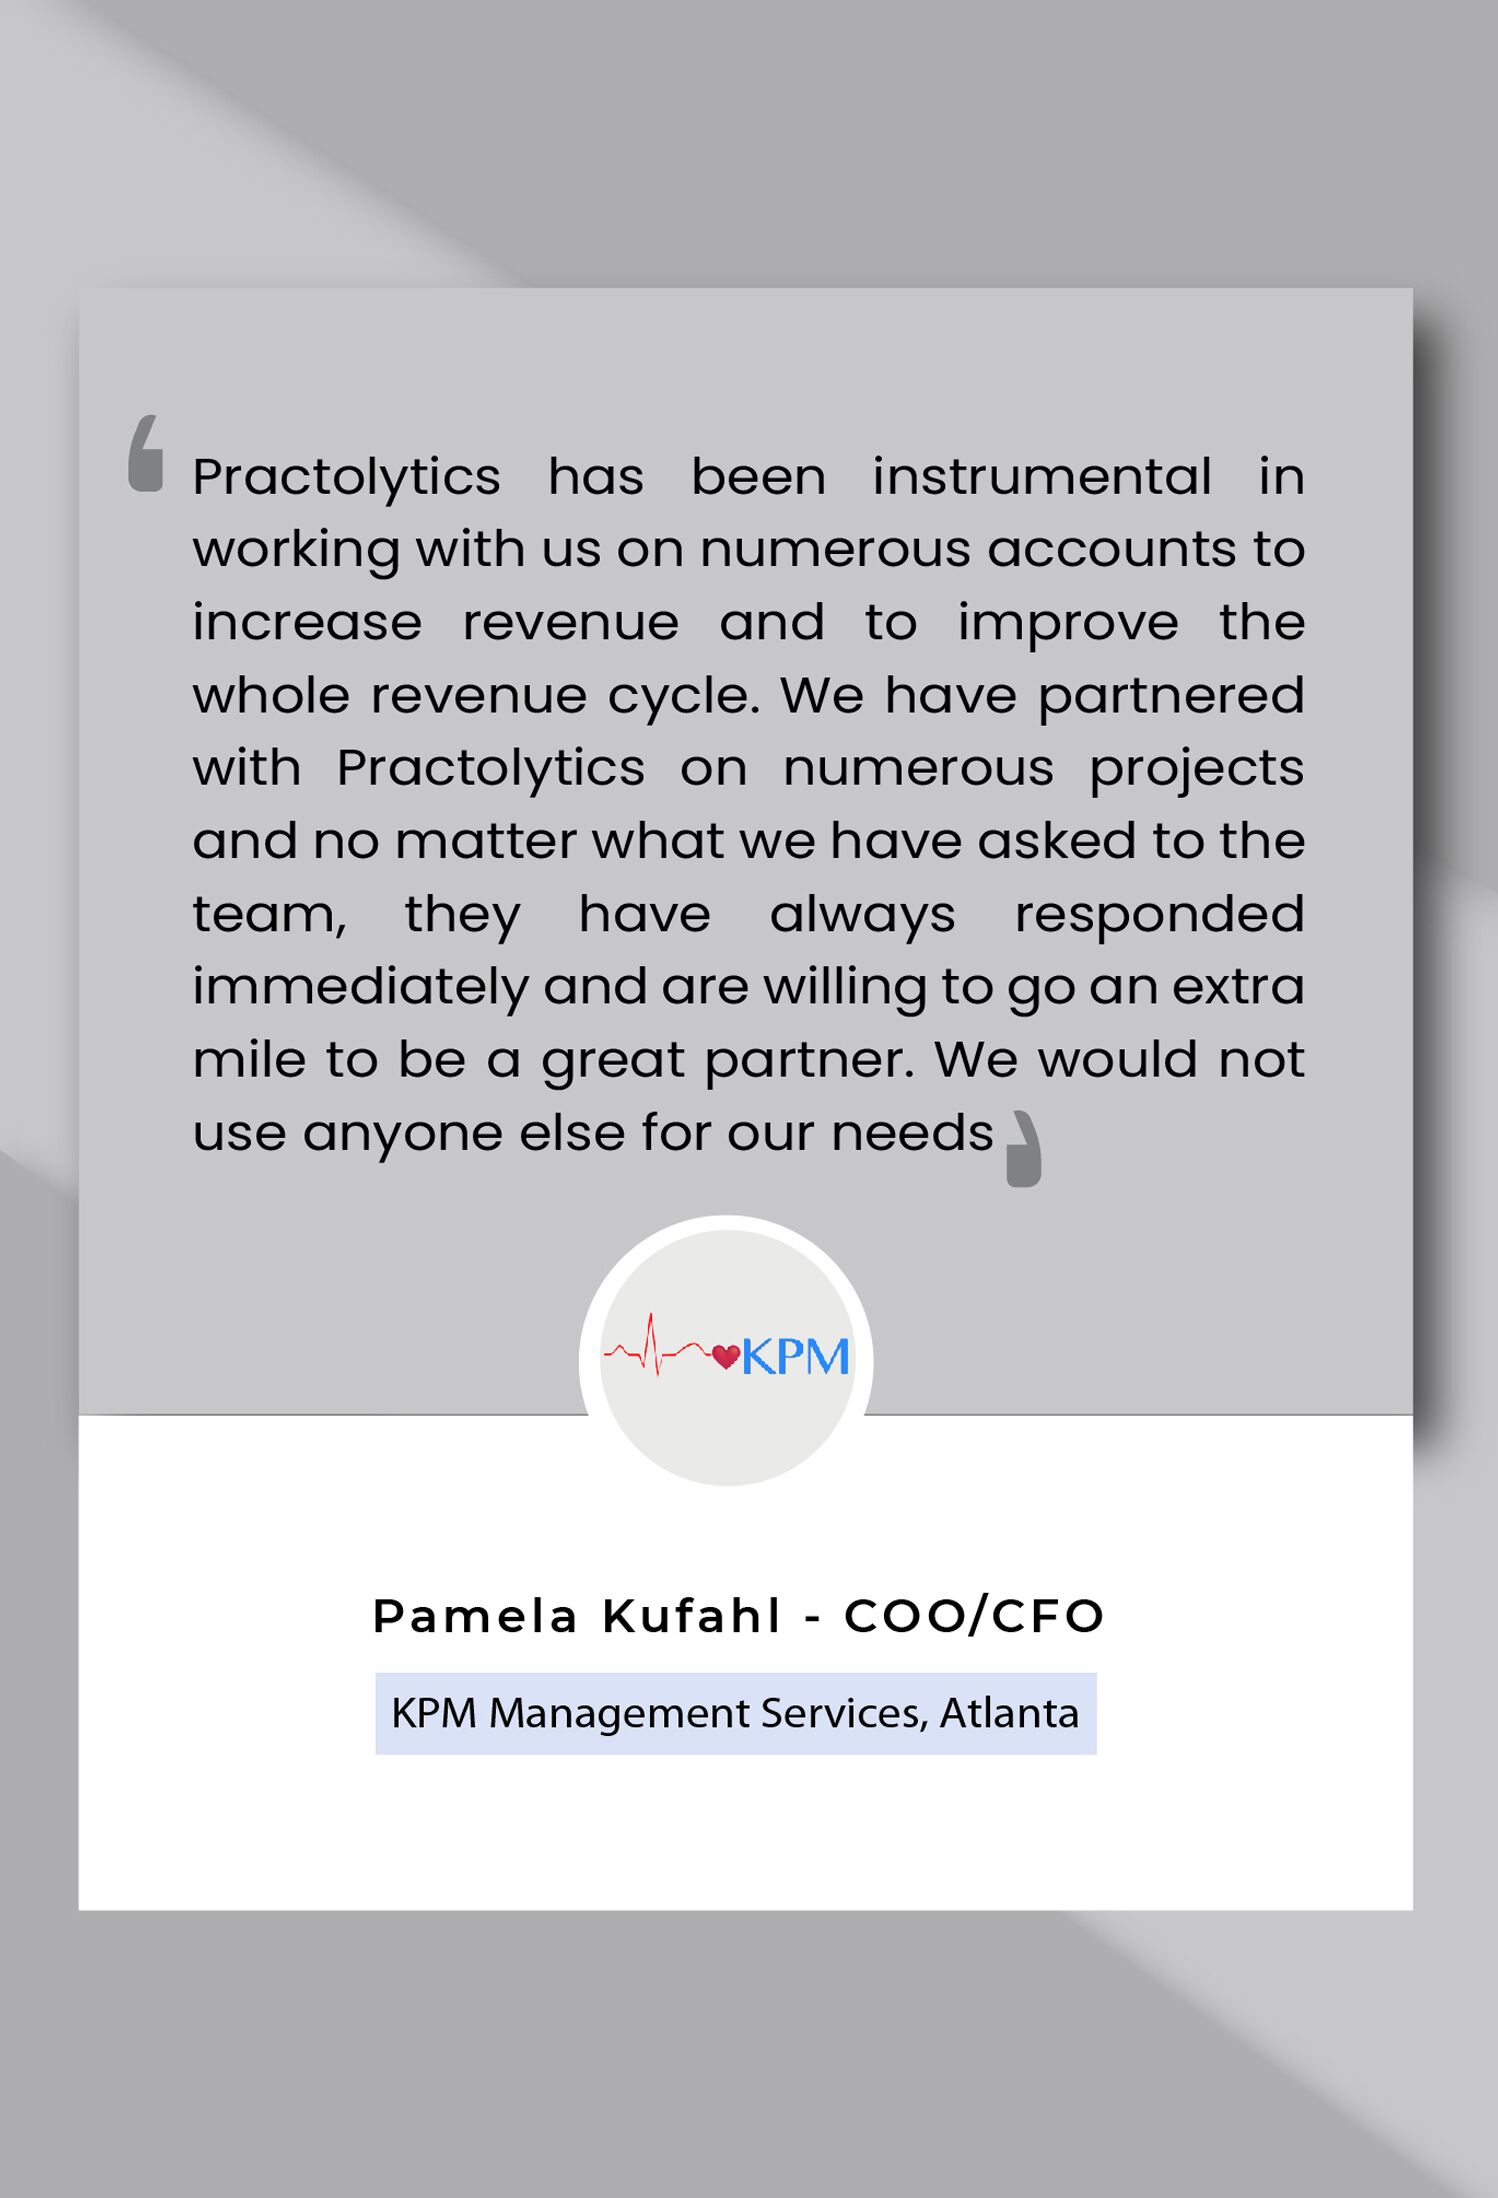 ‘
Practolytics has been instrumental in
working with us on numerous accounts to
increase revenue and to improve the
whole revenue cycle. We have partnered
with Practolytics on numerous projects
and no matter what we have asked to the
team, they have always responded
immediately and are willing to go an extra
mile to be a great partner. We would not
use anyone else for our needs ’
KPM
Pamela Kufahl - COO/CFO
KPM Management Services, Atlanta